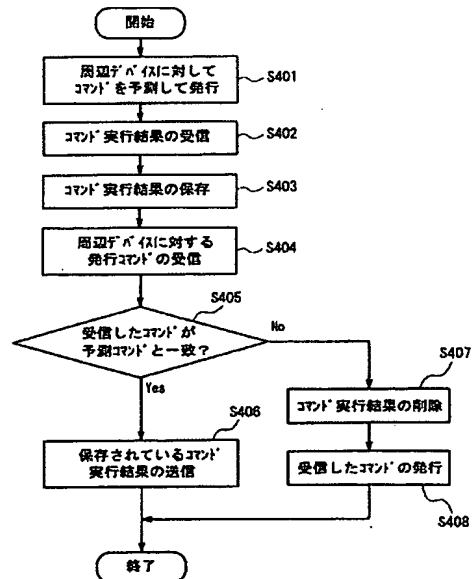 開始
周辺デバイスに対して
コマンドを予測して発行
S401
コマンド実行結果の受信
S402
コマンド実行結果の保存
S403
周辺デバイスに対する
発行コマンドの受信
S404
S405
受信したコマンドが
予測コマンドと一致？
No
Yes
S407
コマンド実行結果の削除
S406
保存されているコマンド
実行結果の送信
受信したコマンドの発行
S408
終了